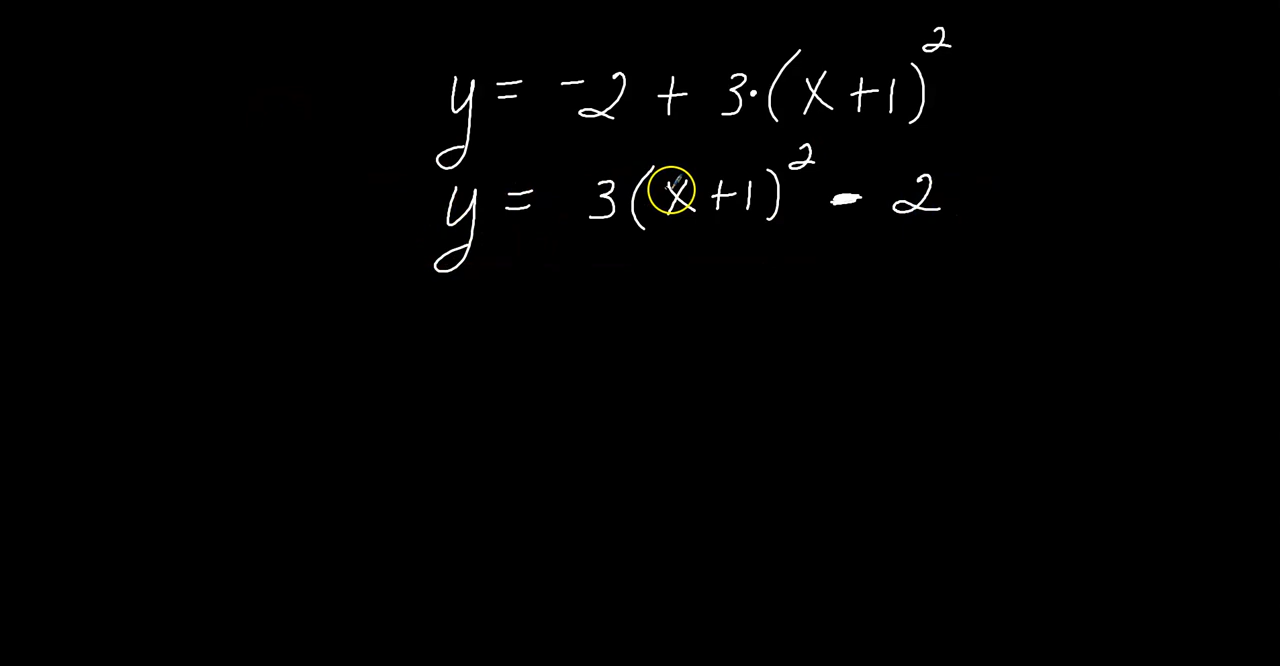 y = -2 + 3·(x+1)²
y = 3(x+1)² - 2